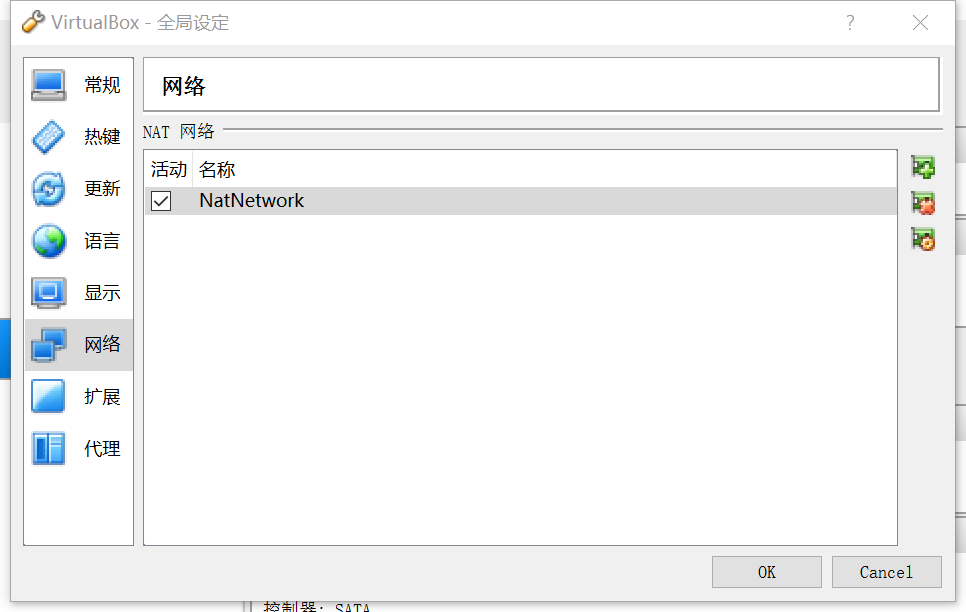 VirtualBox - 全局设定
?
常规
热键
更新
语言
显示
网络
扩展
代理
网络
NAT 网络
活动 名称
NatNetwork
OK Cancel
控制器: SATA